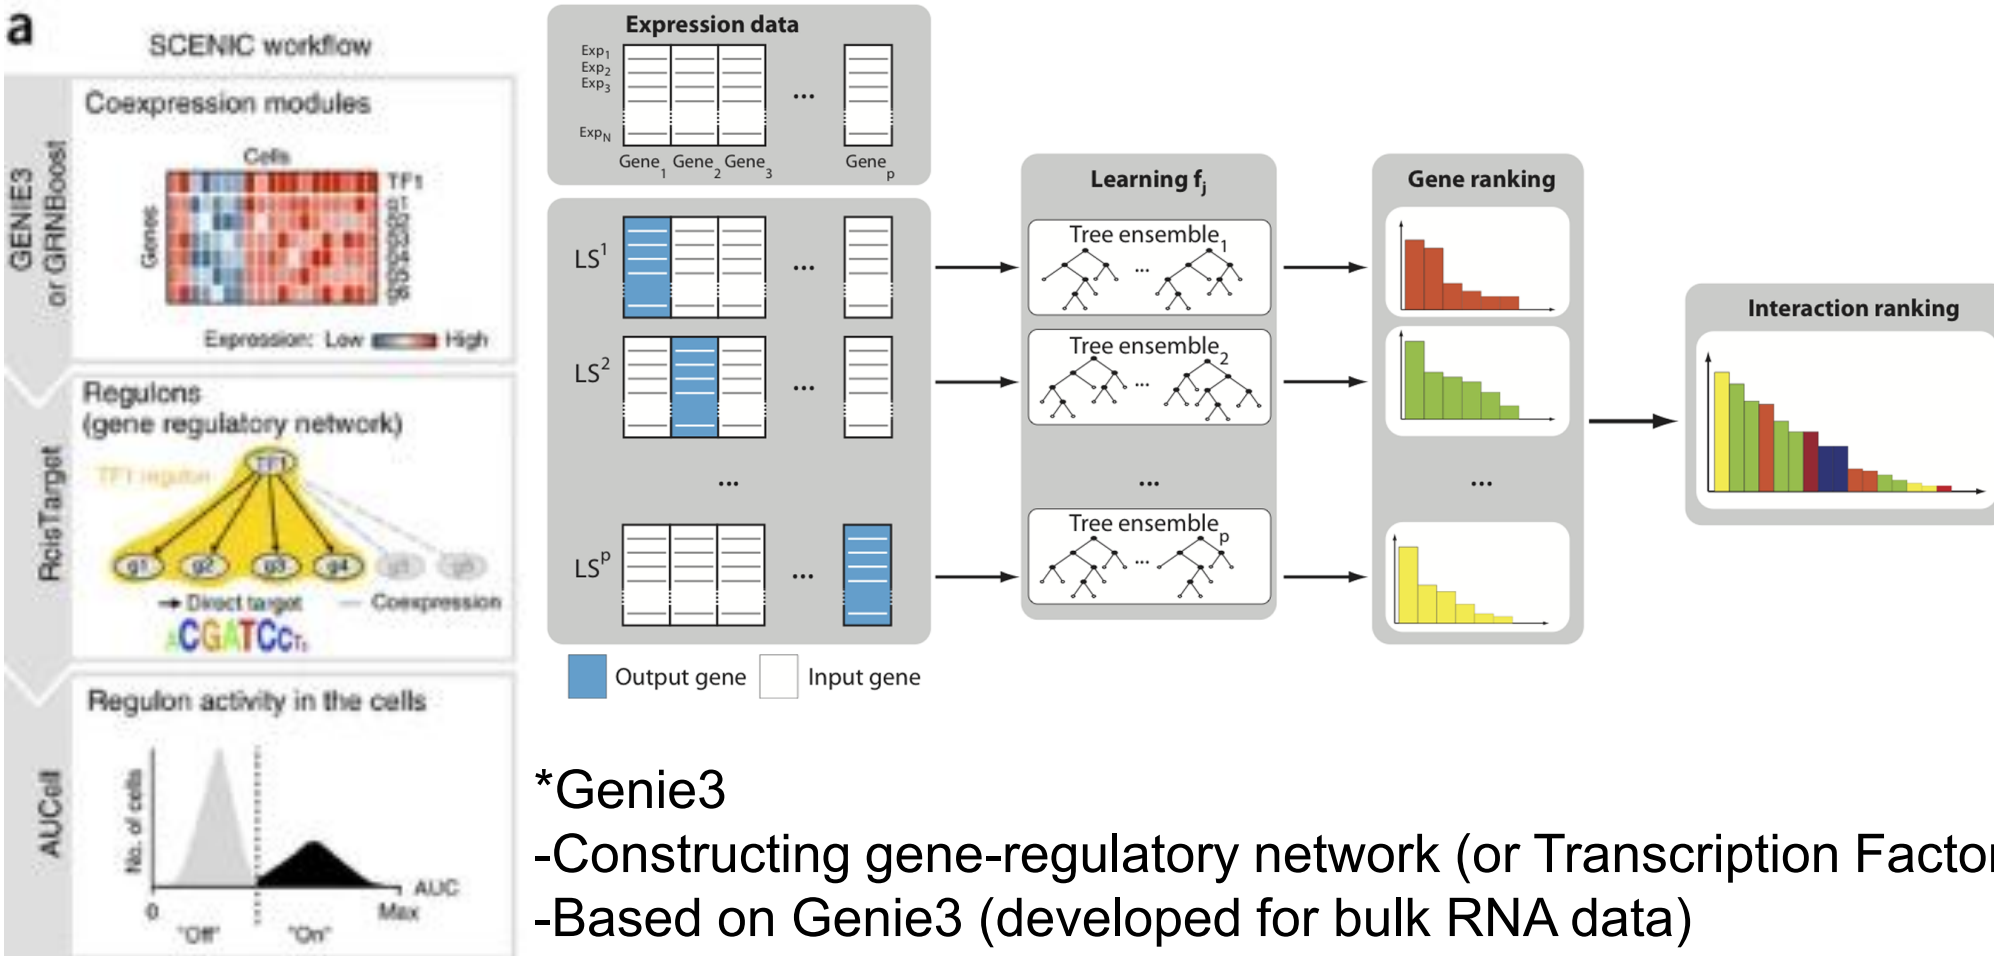 a
SCENIC workflow
GENIE3
or GRNBoost
Coexpression modules
Cells
Genes
TF1
g1
Expression: Low High
RcisTarget
Regulons
(gene regulatory network)
TF1 regulon
TF1
g1 g2 g3 g4
Direct target Coexpression
ACGATCC
AUCell
Regulon activity in the cells
No. of cells
AUC
0 Max
"Off" "On"
Expression data
Exp1
Exp2
Exp3
ExpN
...
Gene1 Gene2 Gene3 Genep
LS1 ...
LS2 ...
...
LSp ...
Output gene Input gene
Learning fj
Tree ensemble1
...
Tree ensemble2
...
...
Tree ensemblep
...
Gene ranking
...
Interaction ranking
*Genie3
-Constructing gene-regulatory network (or Transcription Factor
-Based on Genie3 (developed for bulk RNA data)